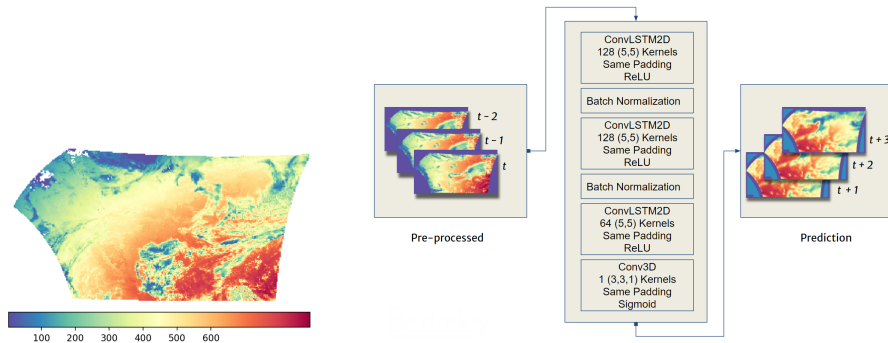 100 200 300 400 500 600
t - 2
t - 1
t
Pre-processed
ConvLSTM2D
128 (5,5) Kernels
Same Padding
ReLU
Batch Normalization
ConvLSTM2D
128 (5,5) Kernels
Same Padding
ReLU
Batch Normalization
ConvLSTM2D
64 (5,5) Kernels
Same Padding
ReLU
Conv3D
1 (3,3,1) Kernels
Same Padding
Sigmoid
t + 3
t + 2
t + 1
Prediction